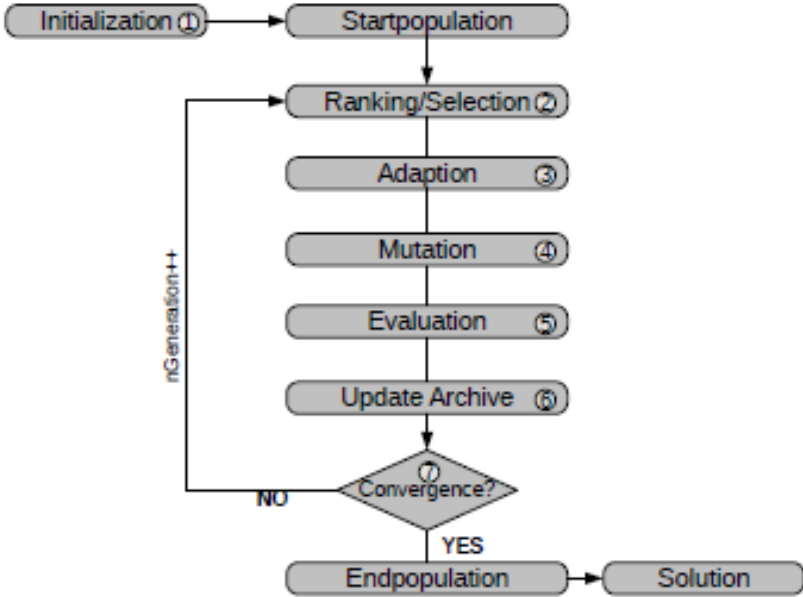 Initialization ①
Startpopulation
Ranking/Selection ②
Adaption ③
Mutation ④
Evaluation ⑤
Update Archive ⑥
⑦
Convergence?
NO
YES
nGeneration++
Endpopulation
Solution